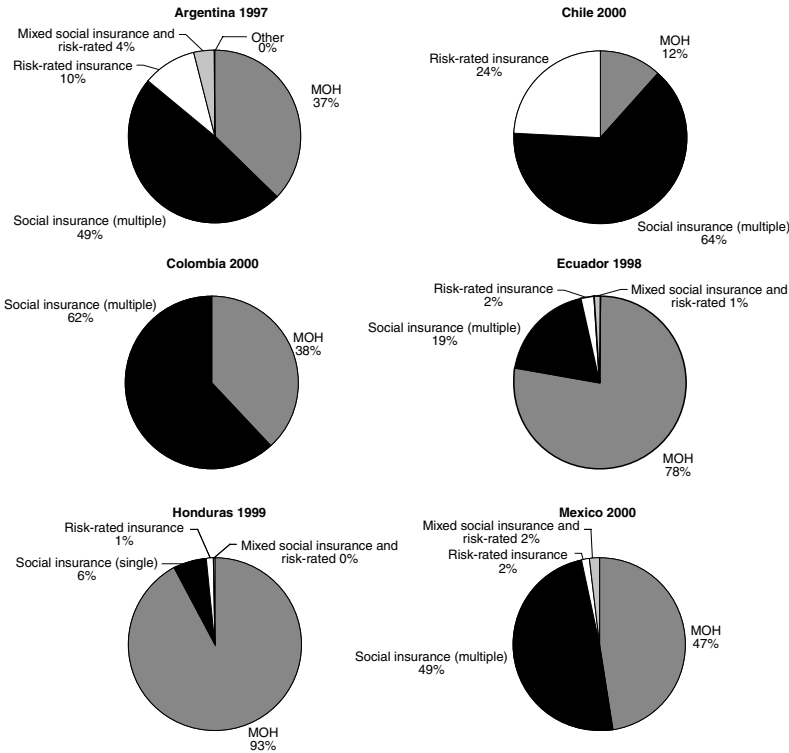 Argentina 1997
Mixed social insurance and
risk-rated 4%
Other
0%
Risk-rated insurance
10%
MOH
37%
Social insurance (multiple)
49%
Chile 2000
MOH
12%
Risk-rated insurance
24%
Social insurance (multiple)
64%
Colombia 2000
Social insurance (multiple)
62%
MOH
38%
Ecuador 1998
Risk-rated insurance
2%
Mixed social insurance and
risk-rated 1%
Social insurance (multiple)
19%
MOH
78%
Honduras 1999
Risk-rated insurance
1%
Mixed social insurance and
risk-rated 0%
Social insurance (single)
6%
MOH
93%
Mexico 2000
Mixed social insurance and
risk-rated 2%
Risk-rated insurance
2%
MOH
47%
Social insurance (multiple)
49%